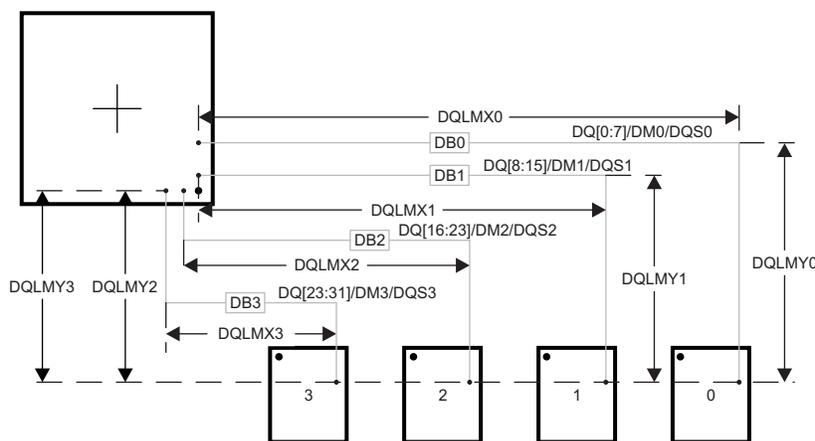 DQLMX0
DQ[0:7]/DM0/DQS0
DB0
DQ[8:15]/DM1/DQS1
DB1
DQLMX1
DQ[16:23]/DM2/DQS2
DB2
DQLMY3
DQLMY2
DQLMX2
DQLMY1
DQLMY0
DQ[23:31]/DM3/DQS3
DB3
DQLMX3
3
2
1
0